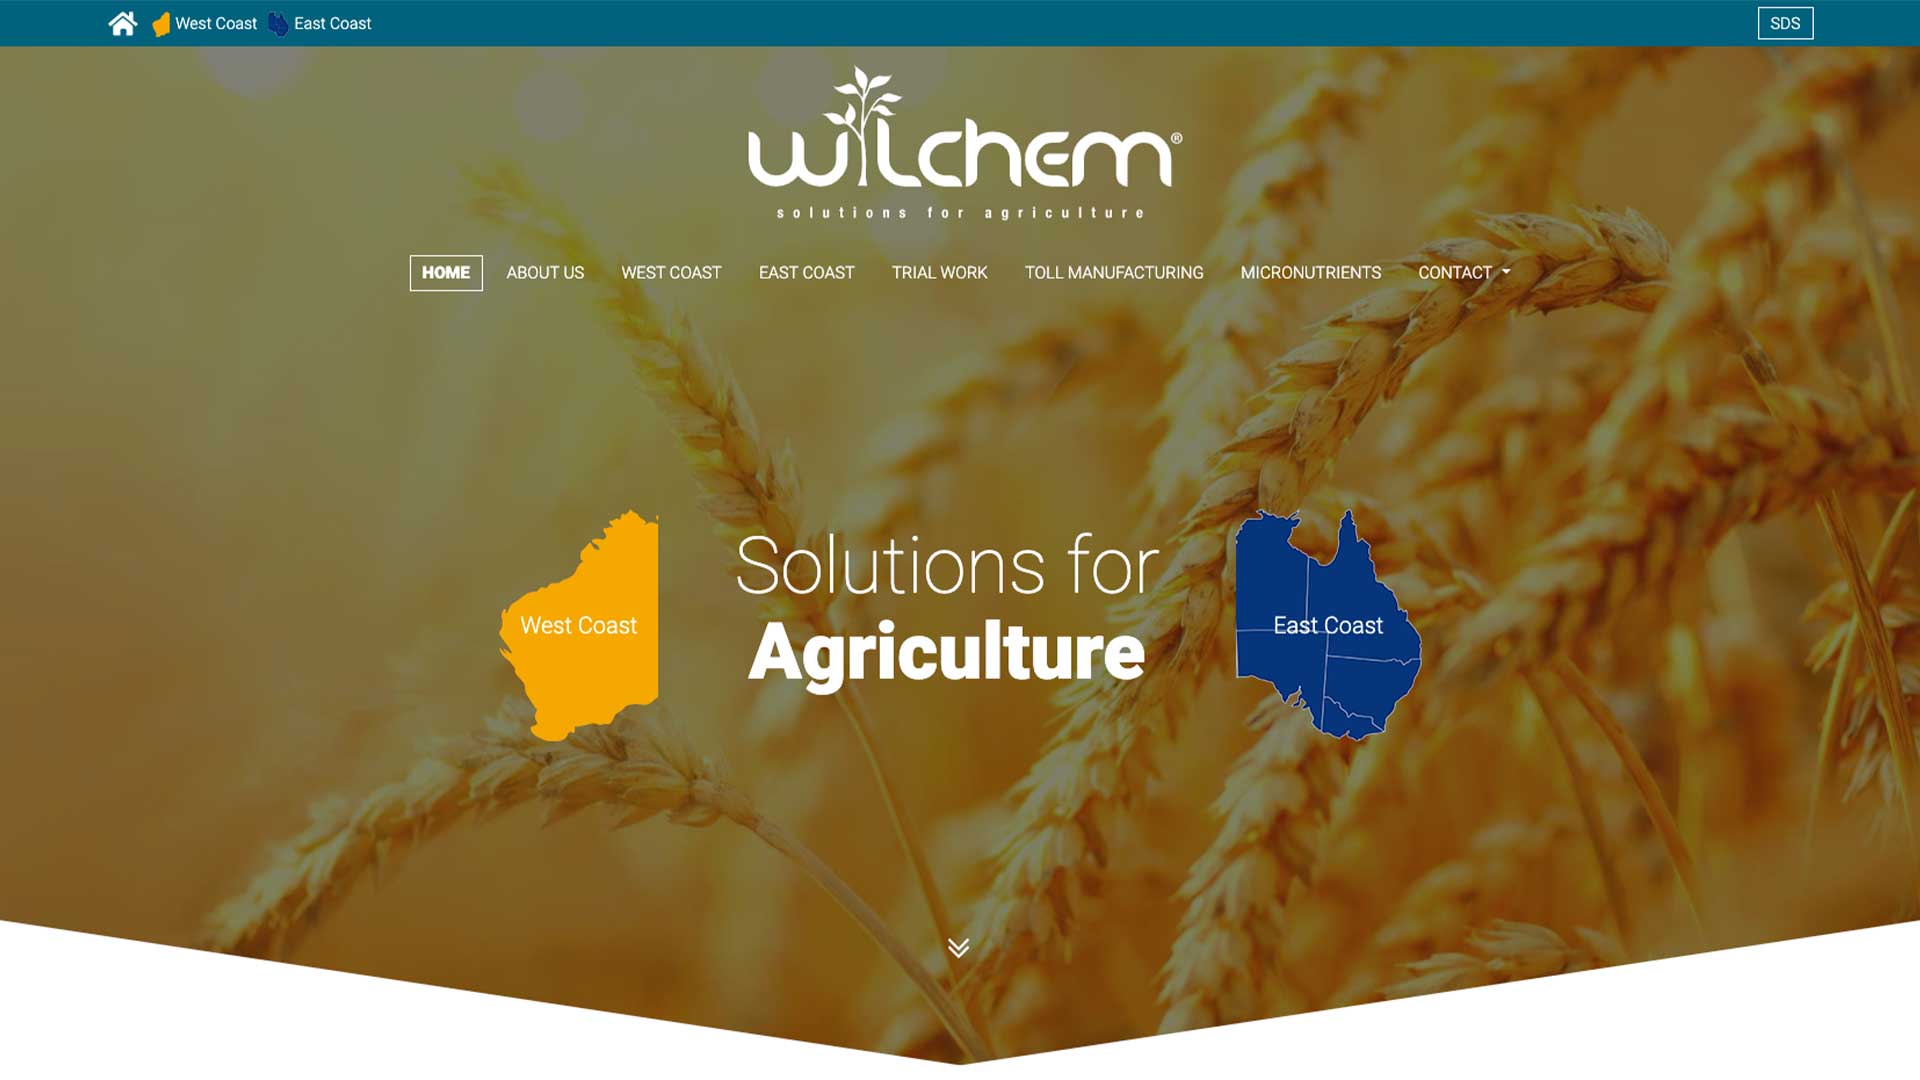 West Coast East Coast SDS
wilchem®
solutions for agriculture
HOME ABOUT US WEST COAST EAST COAST TRIAL WORK TOLL MANUFACTURING MICRONUTRIENTS CONTACT
Solutions for
West Coast East Coast
Agriculture